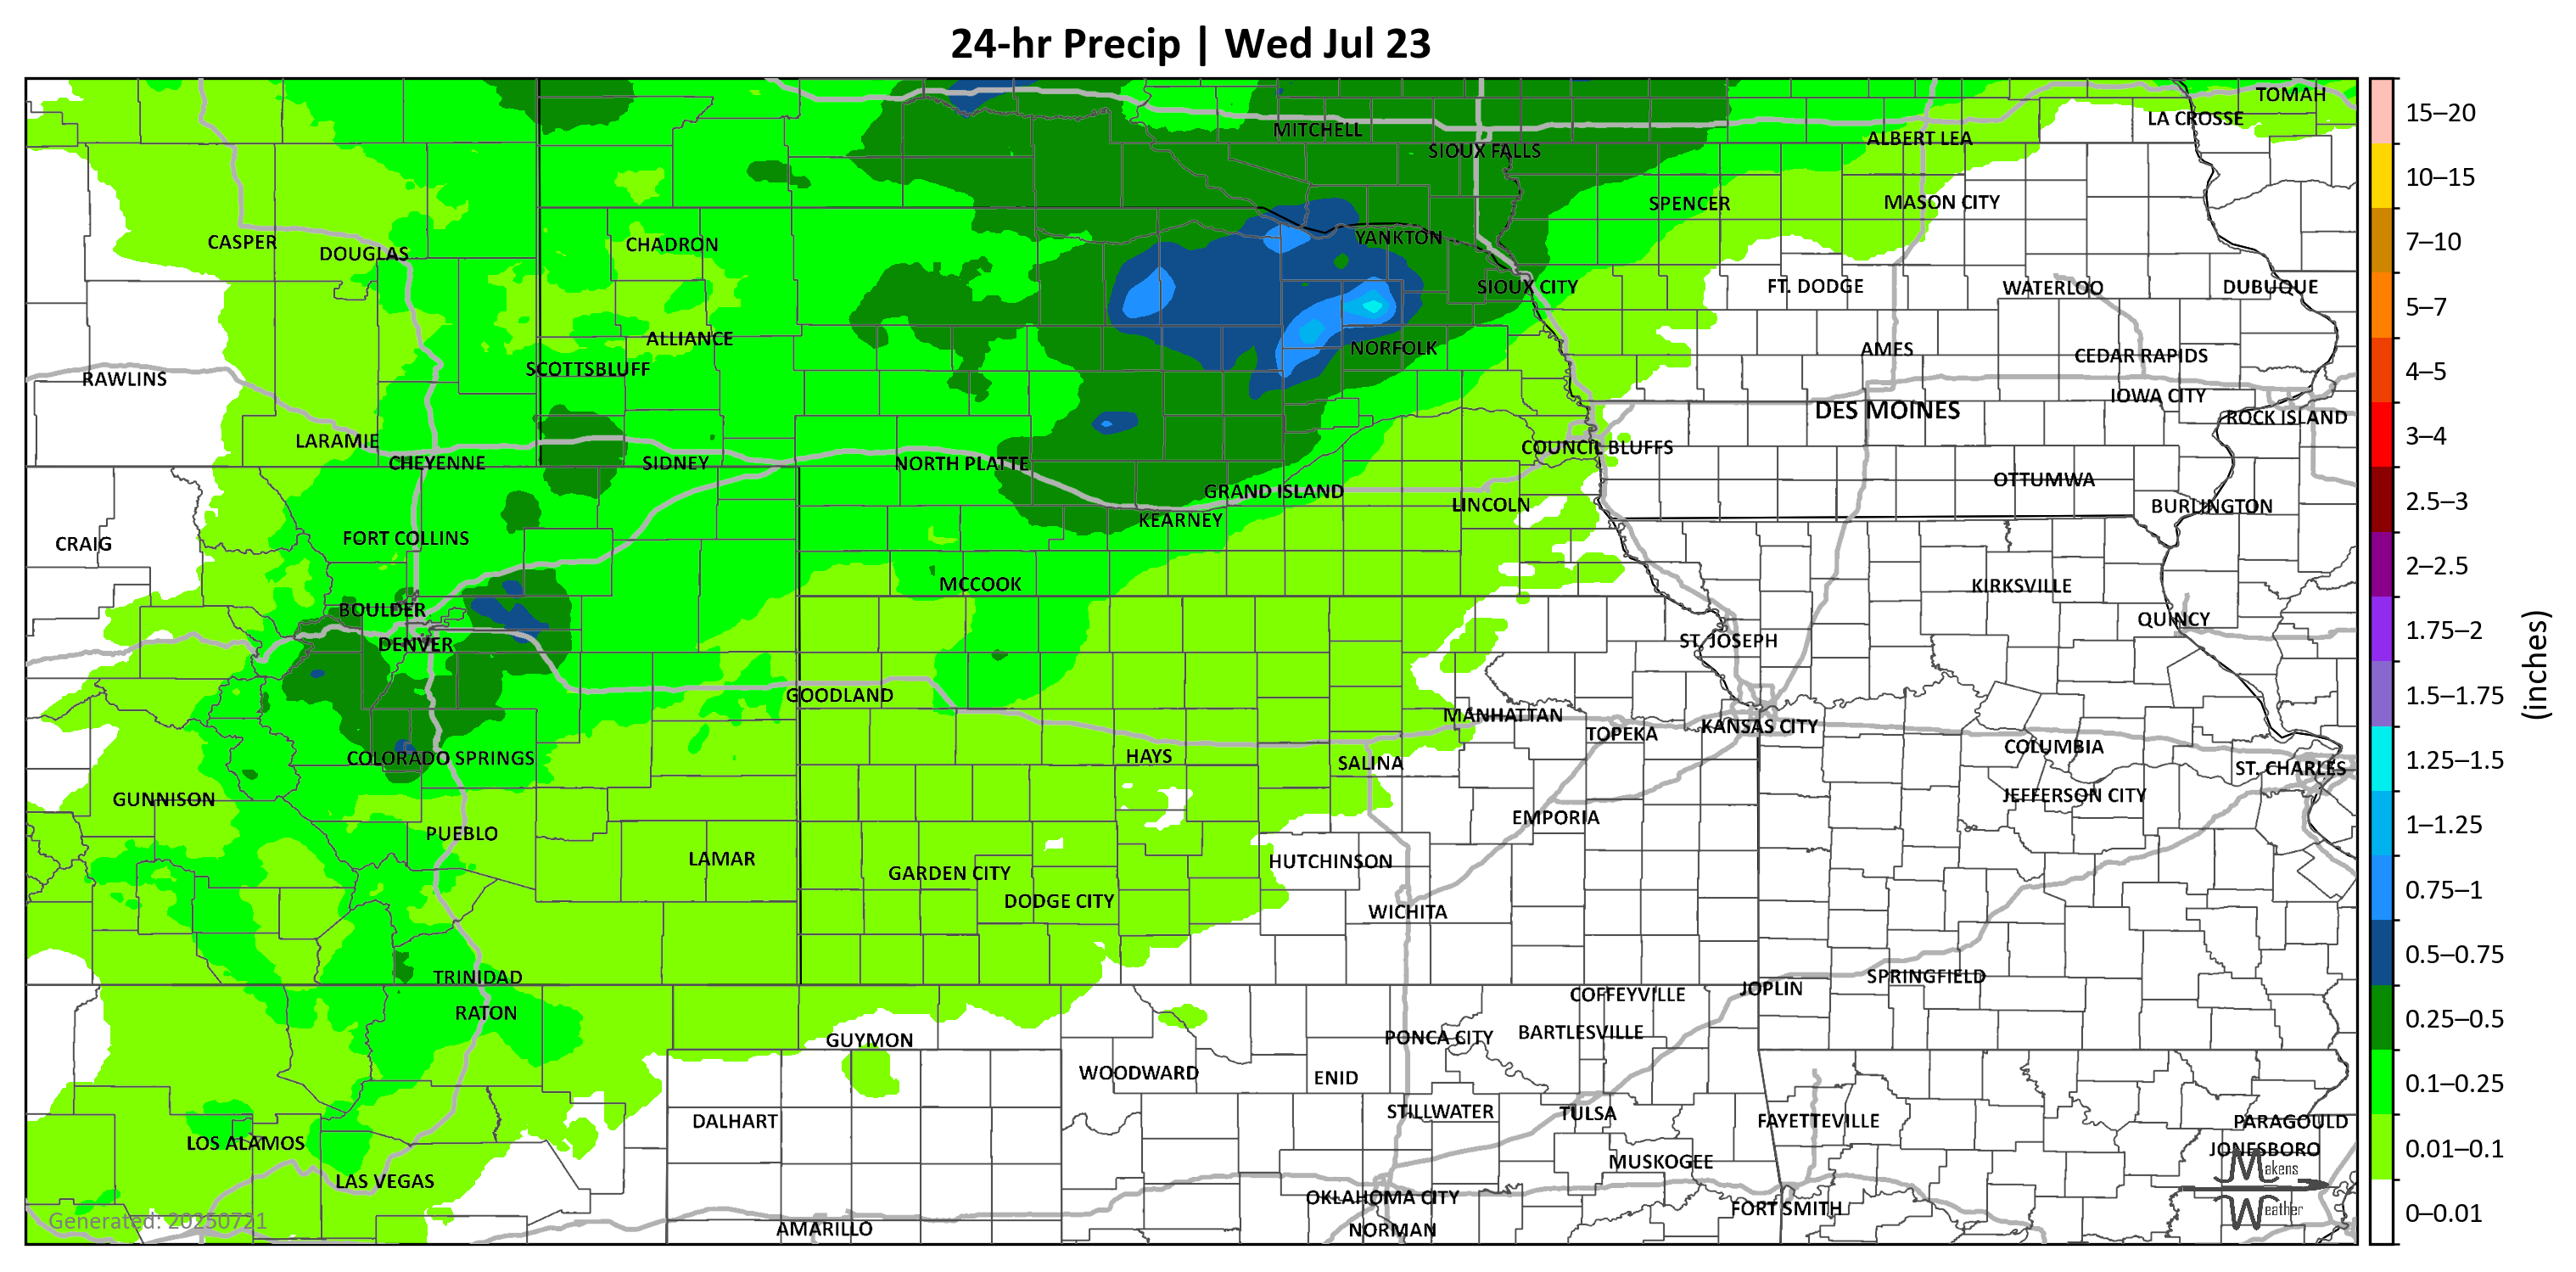 24-hr Precip | Wed Jul 23
TOMAH
LA CROSSE
MITCHELL
ALBERT LEA
SIOUX FALLS
SPENCER
MASON CITY
CASPER
DOUGLAS
CHADRON
YANKTON
SIOUX CITY
FT. DODGE
WATERLOO
DUBUQUE
ALLIANCE
NORFOLK
AMES
CEDAR RAPIDS
SCOTTSBLUFF
RAWLINS
IOWA CITY
DES MOINES
ROCK ISLAND
LARAMIE
COUNCIL BLUFFS
CHEYENNE
SIDNEY
NORTH PLATTE
OTTUMWA
GRAND ISLAND
LINCOLN
BURLINGTON
KEARNEY
FORT COLLINS
CRAIG
MCCOOK
KIRKSVILLE
BOULDER
QUINCY
DENVER
ST. JOSEPH
GOODLAND
MANHATTAN
TOPEKA
KANSAS CITY
COLUMBIA
COLORADO SPRINGS
HAYS
SALINA
ST. CHARLES
GUNNISON
JEFFERSON CITY
EMPORIA
PUEBLO
LAMAR
HUTCHINSON
GARDEN CITY
DODGE CITY
WICHITA
TRINIDAD
SPRINGFIELD
JOPLIN
COFFEYVILLE
RATON
BARTLESVILLE
PONCA CITY
GUYMON
WOODWARD
ENID
STILLWATER
TULSA
DALHART
FAYETTEVILLE
PARAGOULD
LOS ALAMOS
JONESBORO
MUSKOGEE
LAS VEGAS
OKLAHOMA CITY
FORT SMITH
AMARILLO
NORMAN
Generated: 20250721
Makens
Weather
15–20
10–15
7–10
5–7
4–5
3–4
2.5–3
2–2.5
1.75–2
1.5–1.75
1.25–1.5
1–1.25
0.75–1
0.5–0.75
0.25–0.5
0.1–0.25
0.01–0.1
0–0.01
(inches)